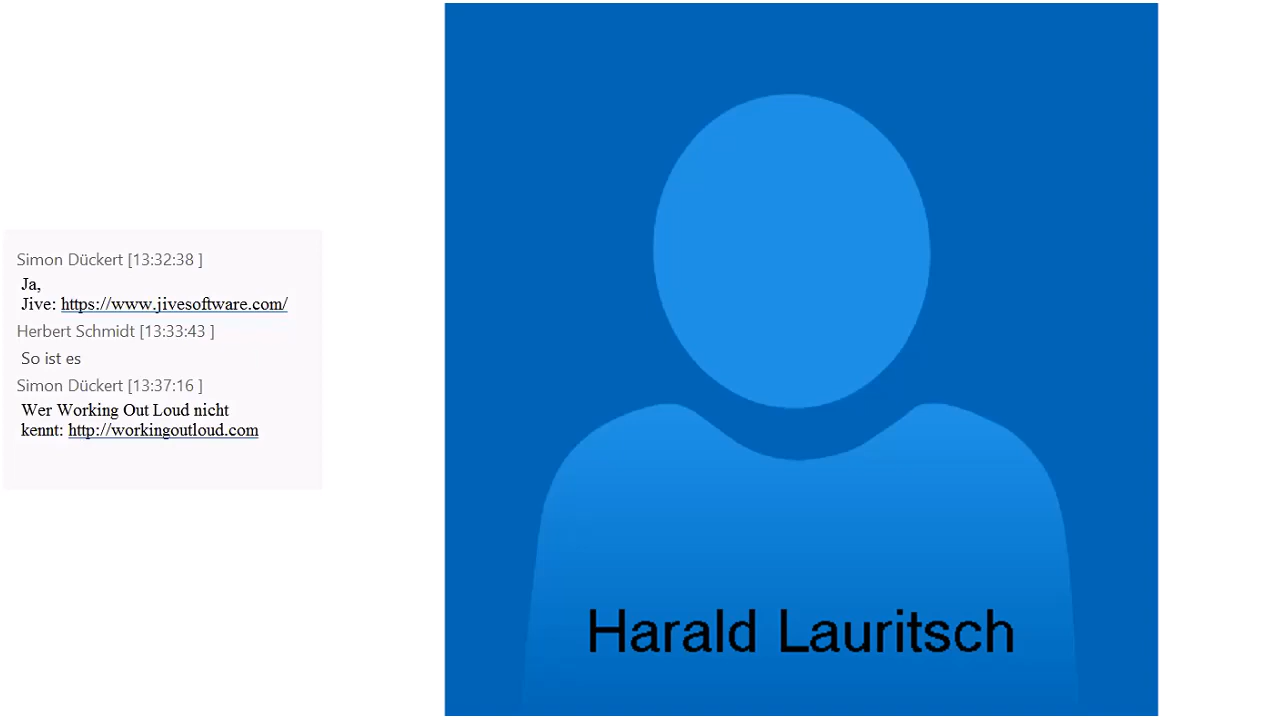 Simon Dückert [13:32:38 ]
Ja,
Jive: https://www.jivesoftware.com/
Herbert Schmidt [13:33:43 ]
So ist es
Simon Dückert [13:37:16 ]
Wer Working Out Loud nicht
kennt: http://workingoutloud.com
Harald Lauritsch